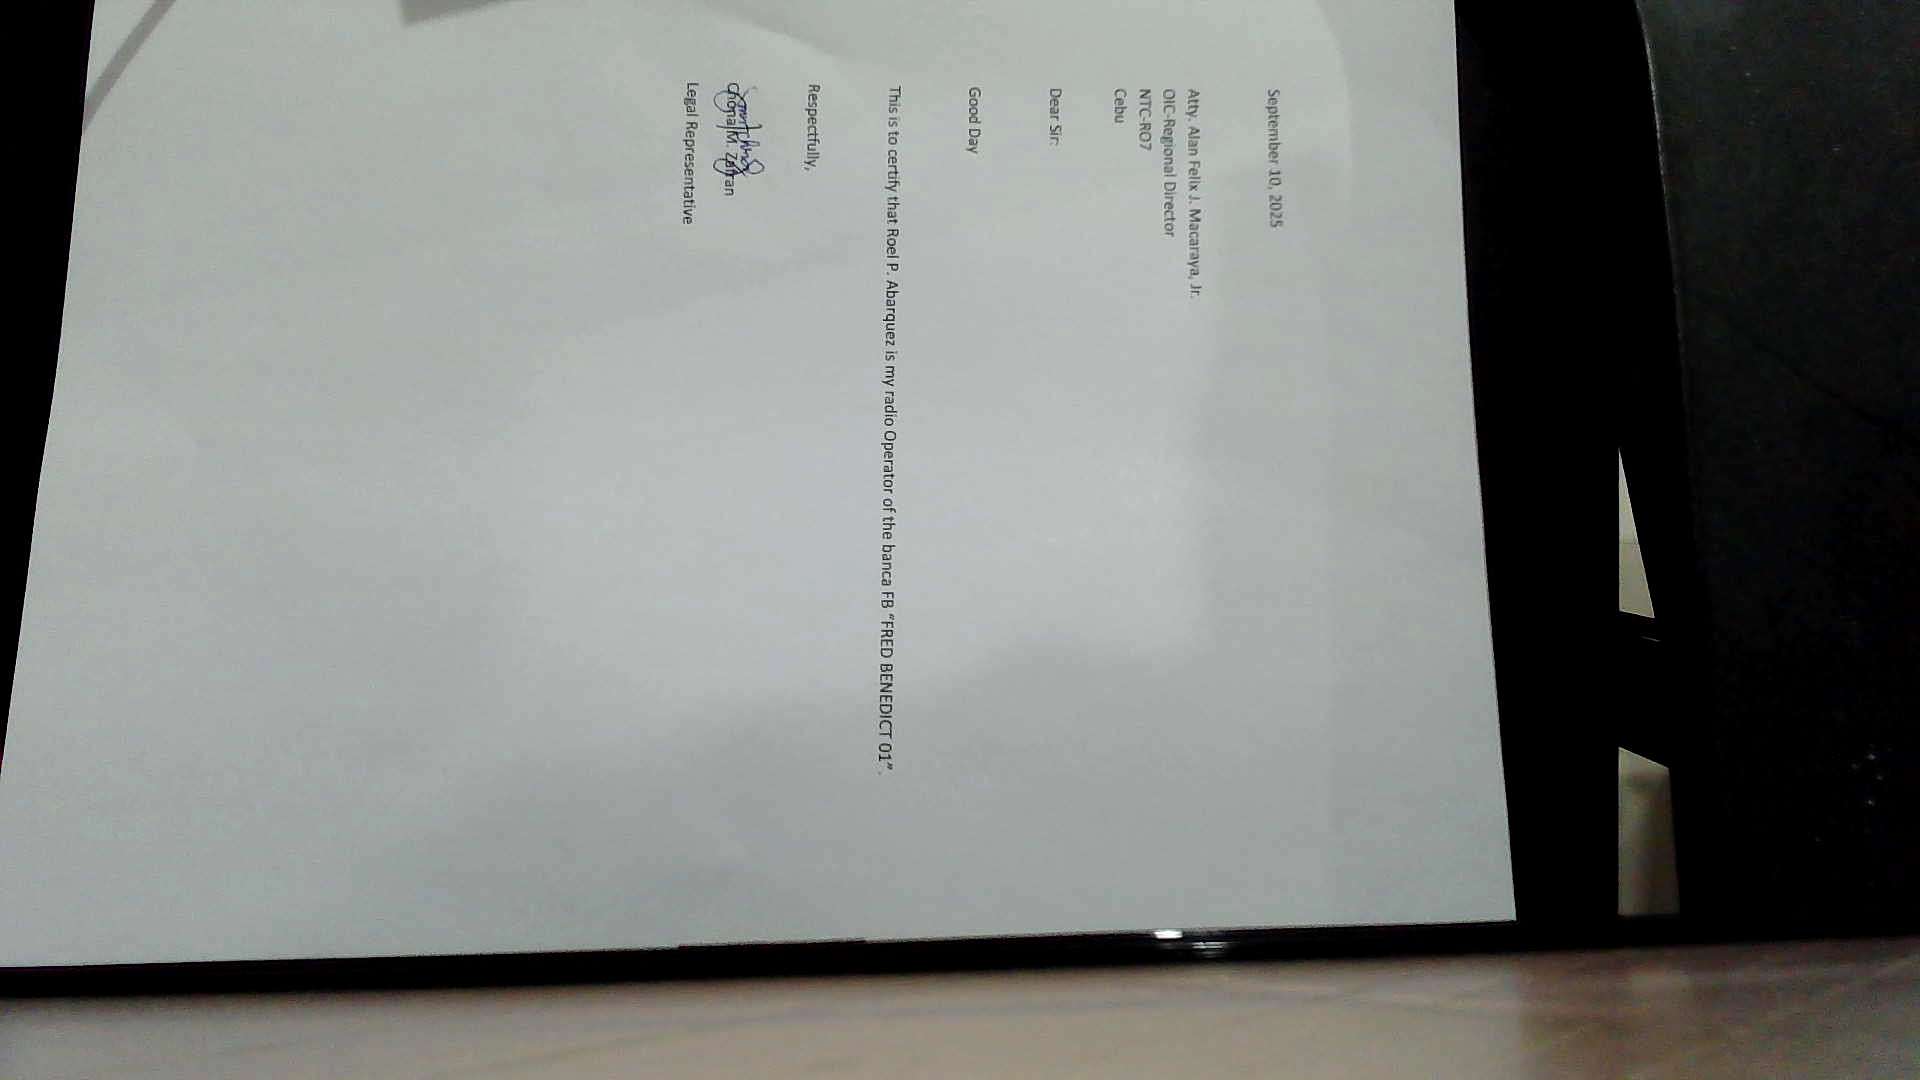 September 10, 2025
Atty. Alan Felix J. Macaraya, Jr.
OIC-Regional Director
NTC-RO7
Cebu
Dear Sir:
Good Day
This is to certify that Roel P. Abarquez is my radio Operator of the banca FB “FRED BENEDICT 01”.
Respectfully,
Chona M. Zafran
Legal Representative